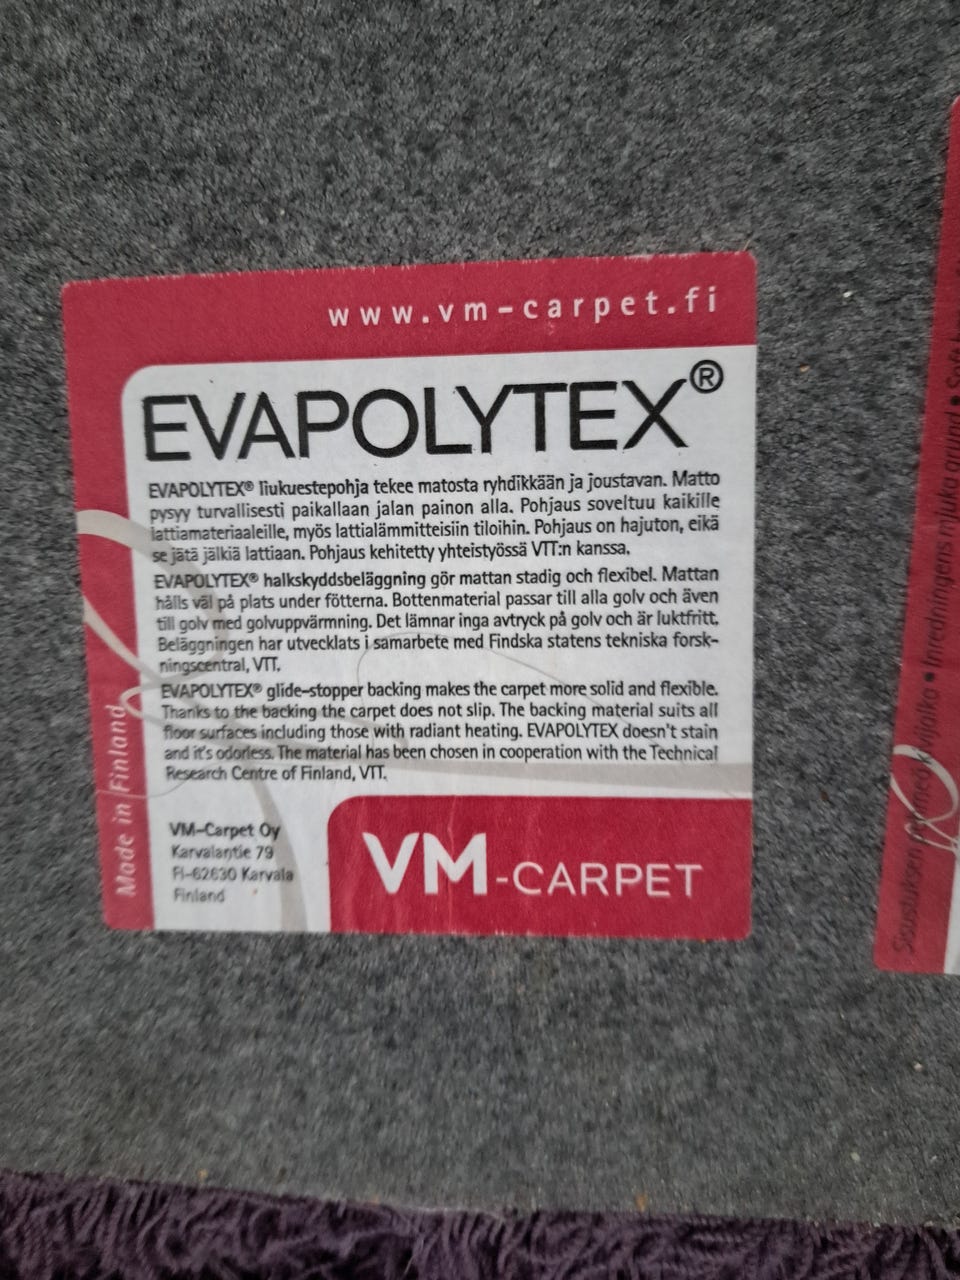 www.vm-carpet.fi
EVAPOLYTEX®
EVAPOLYTEX® liukuestepohja tekee matosta ryhdikkään ja joustavan. Matto
pysyy turvallisesti paikallaan jalan painon alla. Pohjaus soveltuu kaikille
lattiamateriaaleille, myös lattialämmitteisiin tiloihin. Pohjaus on hajuton, eikä
se jätä jälkiä lattiaan. Pohjaus kehitetty yhteistyössä VTT:n kanssa.
EVAPOLYTEX® halkskyddsbeläggning gör mattan stadig och flexibel. Mattan
hålls väl på plats under fötterna. Bottenmaterial passar till alla golv och även
till golv med golvuppvärmning. Det lämnar inga avtryck på golv och är luktfritt.
Beläggningen har utvecklats i samarbete med Findska statens tekniska forsk-
ningscentral, VTT.
EVAPOLYTEX® glide-stopper backing makes the carpet more solid and flexible.
Thanks to the backing the carpet does not slip. The backing material suits all
floor surfaces including those with radiant heating. EVAPOLYTEX doesn't stain
and it's odorless. The material has been chosen in cooperation with the Technical
Research Centre of Finland, VTT.
Made in Finland
VM-Carpet Oy
Karvalantie 79
FI-62630 Karvala
Finland
VM-CARPET
Sisustuksen pehmeä kivijalka • Inredningens mjuka grund • Soft